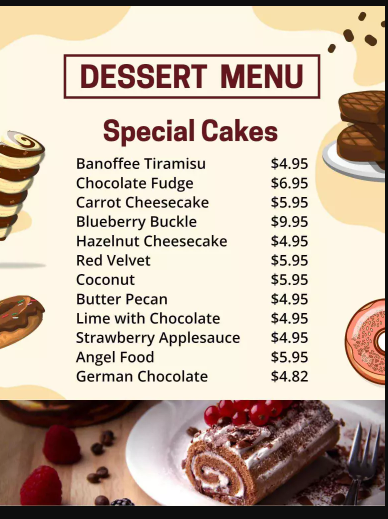 DESSERT MENU
Special Cakes
Banoffee Tiramisu $4.95
Chocolate Fudge $6.95
Carrot Cheesecake $5.95
Blueberry Buckle $9.95
Hazelnut Cheesecake $4.95
Red Velvet $5.95
Coconut $5.95
Butter Pecan $4.95
Lime with Chocolate $4.95
Strawberry Applesauce $4.95
Angel Food $5.95
German Chocolate $4.82